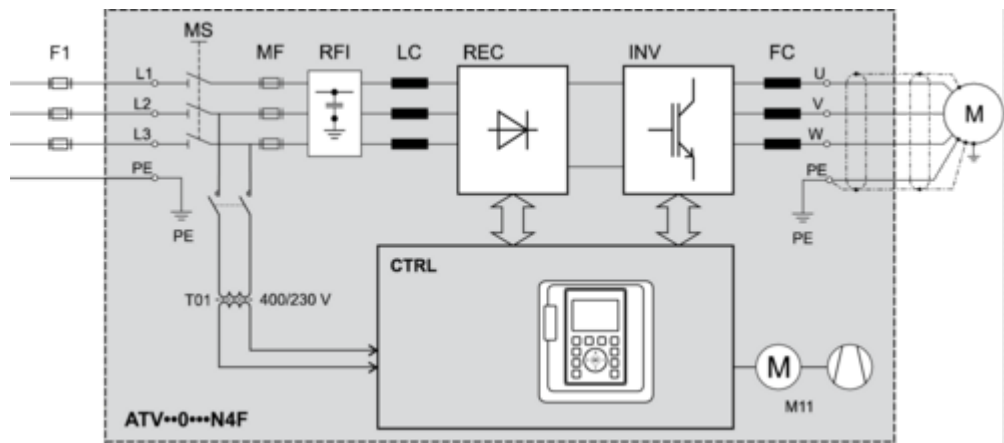 MS
F1
MF
RFI
LC
REC
INV
FC
L1
L2
L3
PE
PE
U
V
W
PE
PE
M
CTRL
T01
400/230 V
M
M11
ATV••0•••N4F